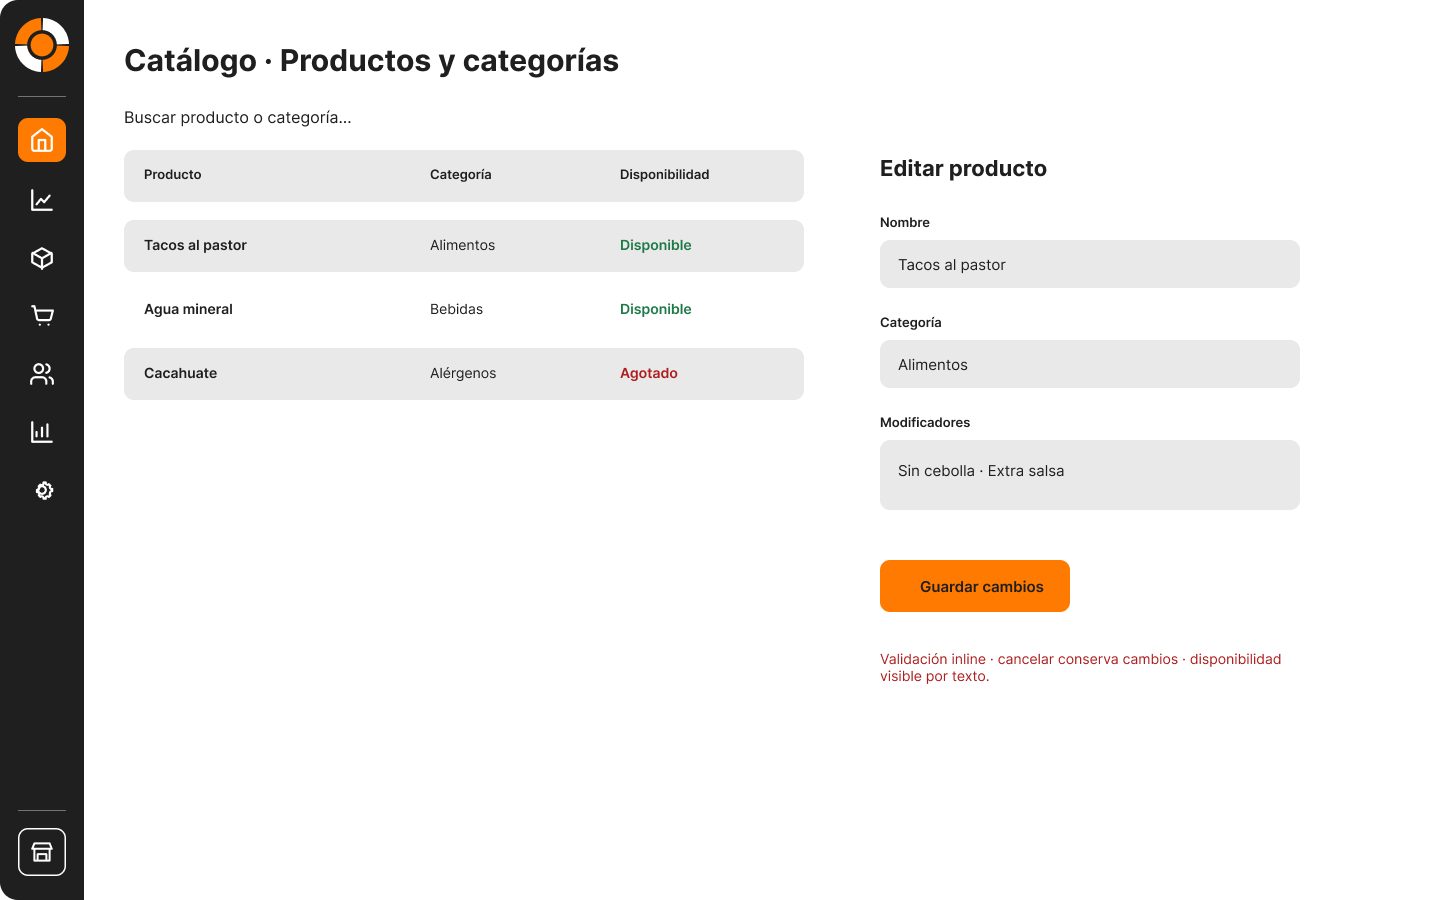 Catálogo · Productos y categorías
Buscar producto o categoría...
Producto Categoría Disponibilidad
Tacos al pastor Alimentos Disponible
Agua mineral Bebidas Disponible
Cacahuate Alérgenos Agotado
Editar producto
Nombre
Tacos al pastor
Categoría
Alimentos
Modificadores
Sin cebolla · Extra salsa
Guardar cambios
Validación inline · cancelar conserva cambios · disponibilidad
visible por texto.